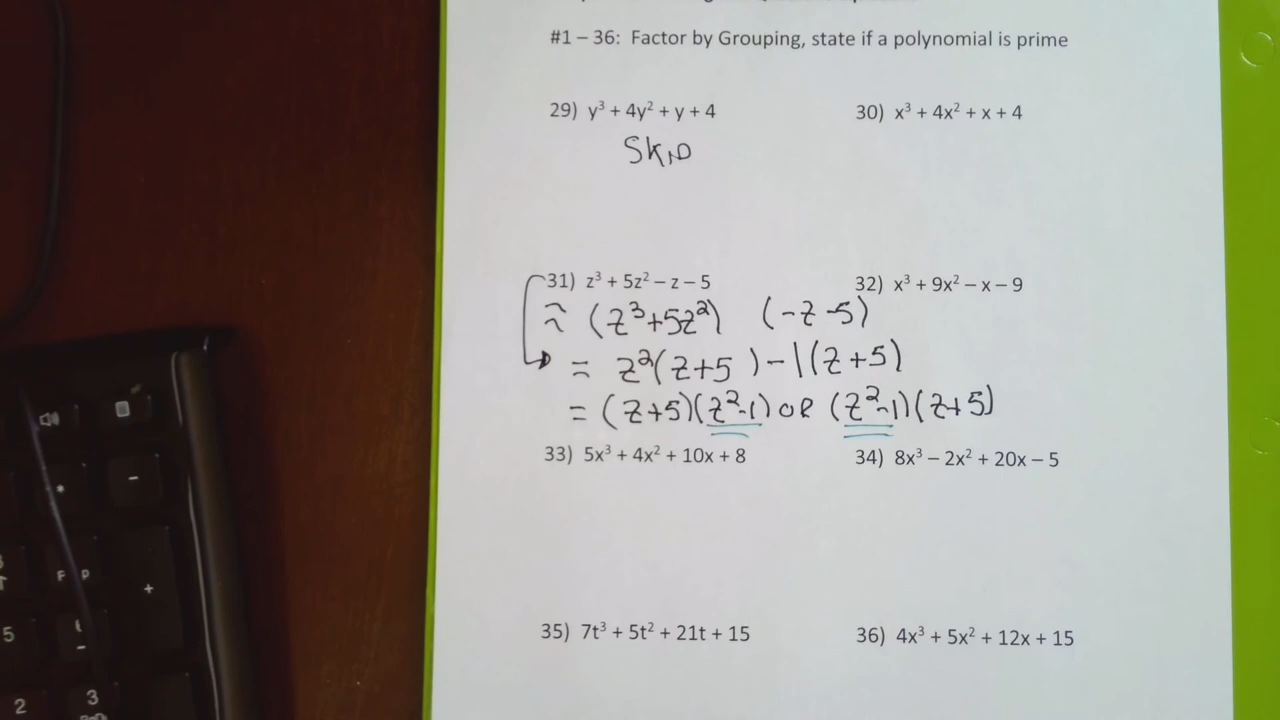 #1 – 36: Factor by Grouping, state if a polynomial is prime
29) y³ + 4y² + y + 4
30) x³ + 4x² + x + 4
Skip
31) z³ + 5z² – z – 5
32) x³ + 9x² – x – 9
≈ (z³+5z²) (-z-5)
= z²(z+5) -1(z+5)
= (z+5)(z²-1) OR (z²-1)(z+5)
33) 5x³ + 4x² + 10x + 8
34) 8x³ – 2x² + 20x – 5
35) 7t³ + 5t² + 21t + 15
36) 4x³ + 5x² + 12x + 15
*
-
+
5
2
3